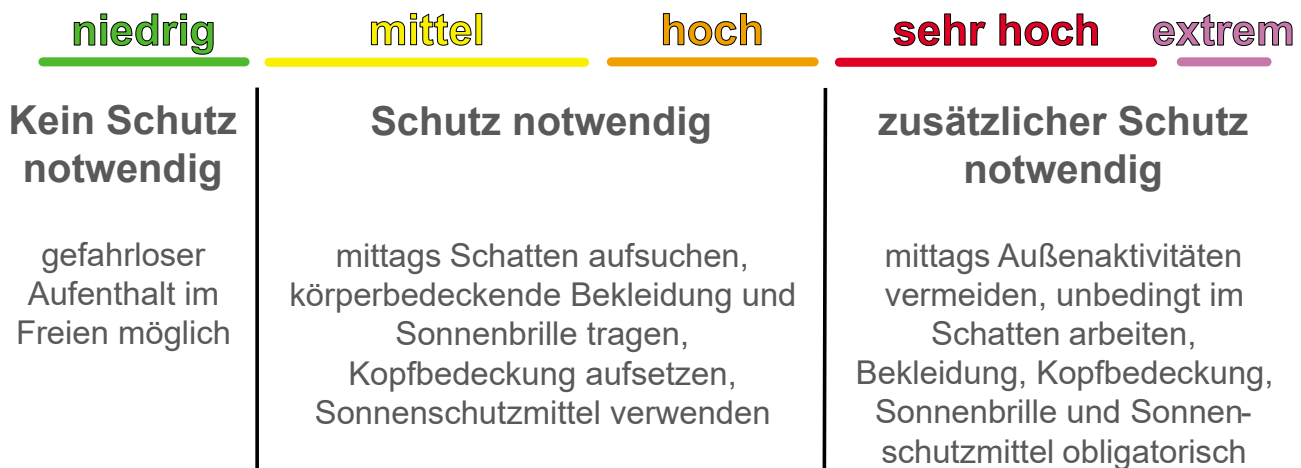 niedrig mittel hoch sehr hoch extrem
Kein Schutz
notwendig
gefahrloser
Aufenthalt im
Freien möglich
Schutz notwendig
mittags Schatten aufsuchen,
körperbedeckende Bekleidung und
Sonnenbrille tragen,
Kopfbedeckung aufsetzen,
Sonnenschutzmittel verwenden
zusätzlicher Schutz
notwendig
mittags Außenaktivitäten
vermeiden, unbedingt im
Schatten arbeiten,
Bekleidung, Kopfbedeckung,
Sonnenbrille und Sonnen-
schutzmittel obligatorisch